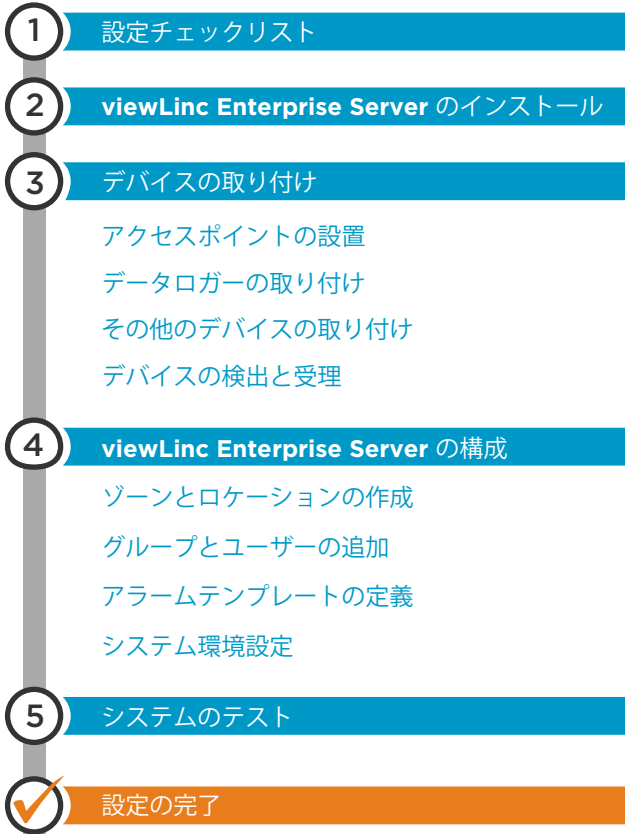 1 設定チェックリスト
2 viewLinc Enterprise Server のインストール
3 デバイスの取り付け
アクセスポイントの設置
データロガーの取り付け
その他のデバイスの取り付け
デバイスの検出と受理
4 viewLinc Enterprise Server の構成
ゾーンとロケーションの作成
グループとユーザーの追加
アラームテンプレートの定義
システム環境設定
5 システムのテスト
設定の完了